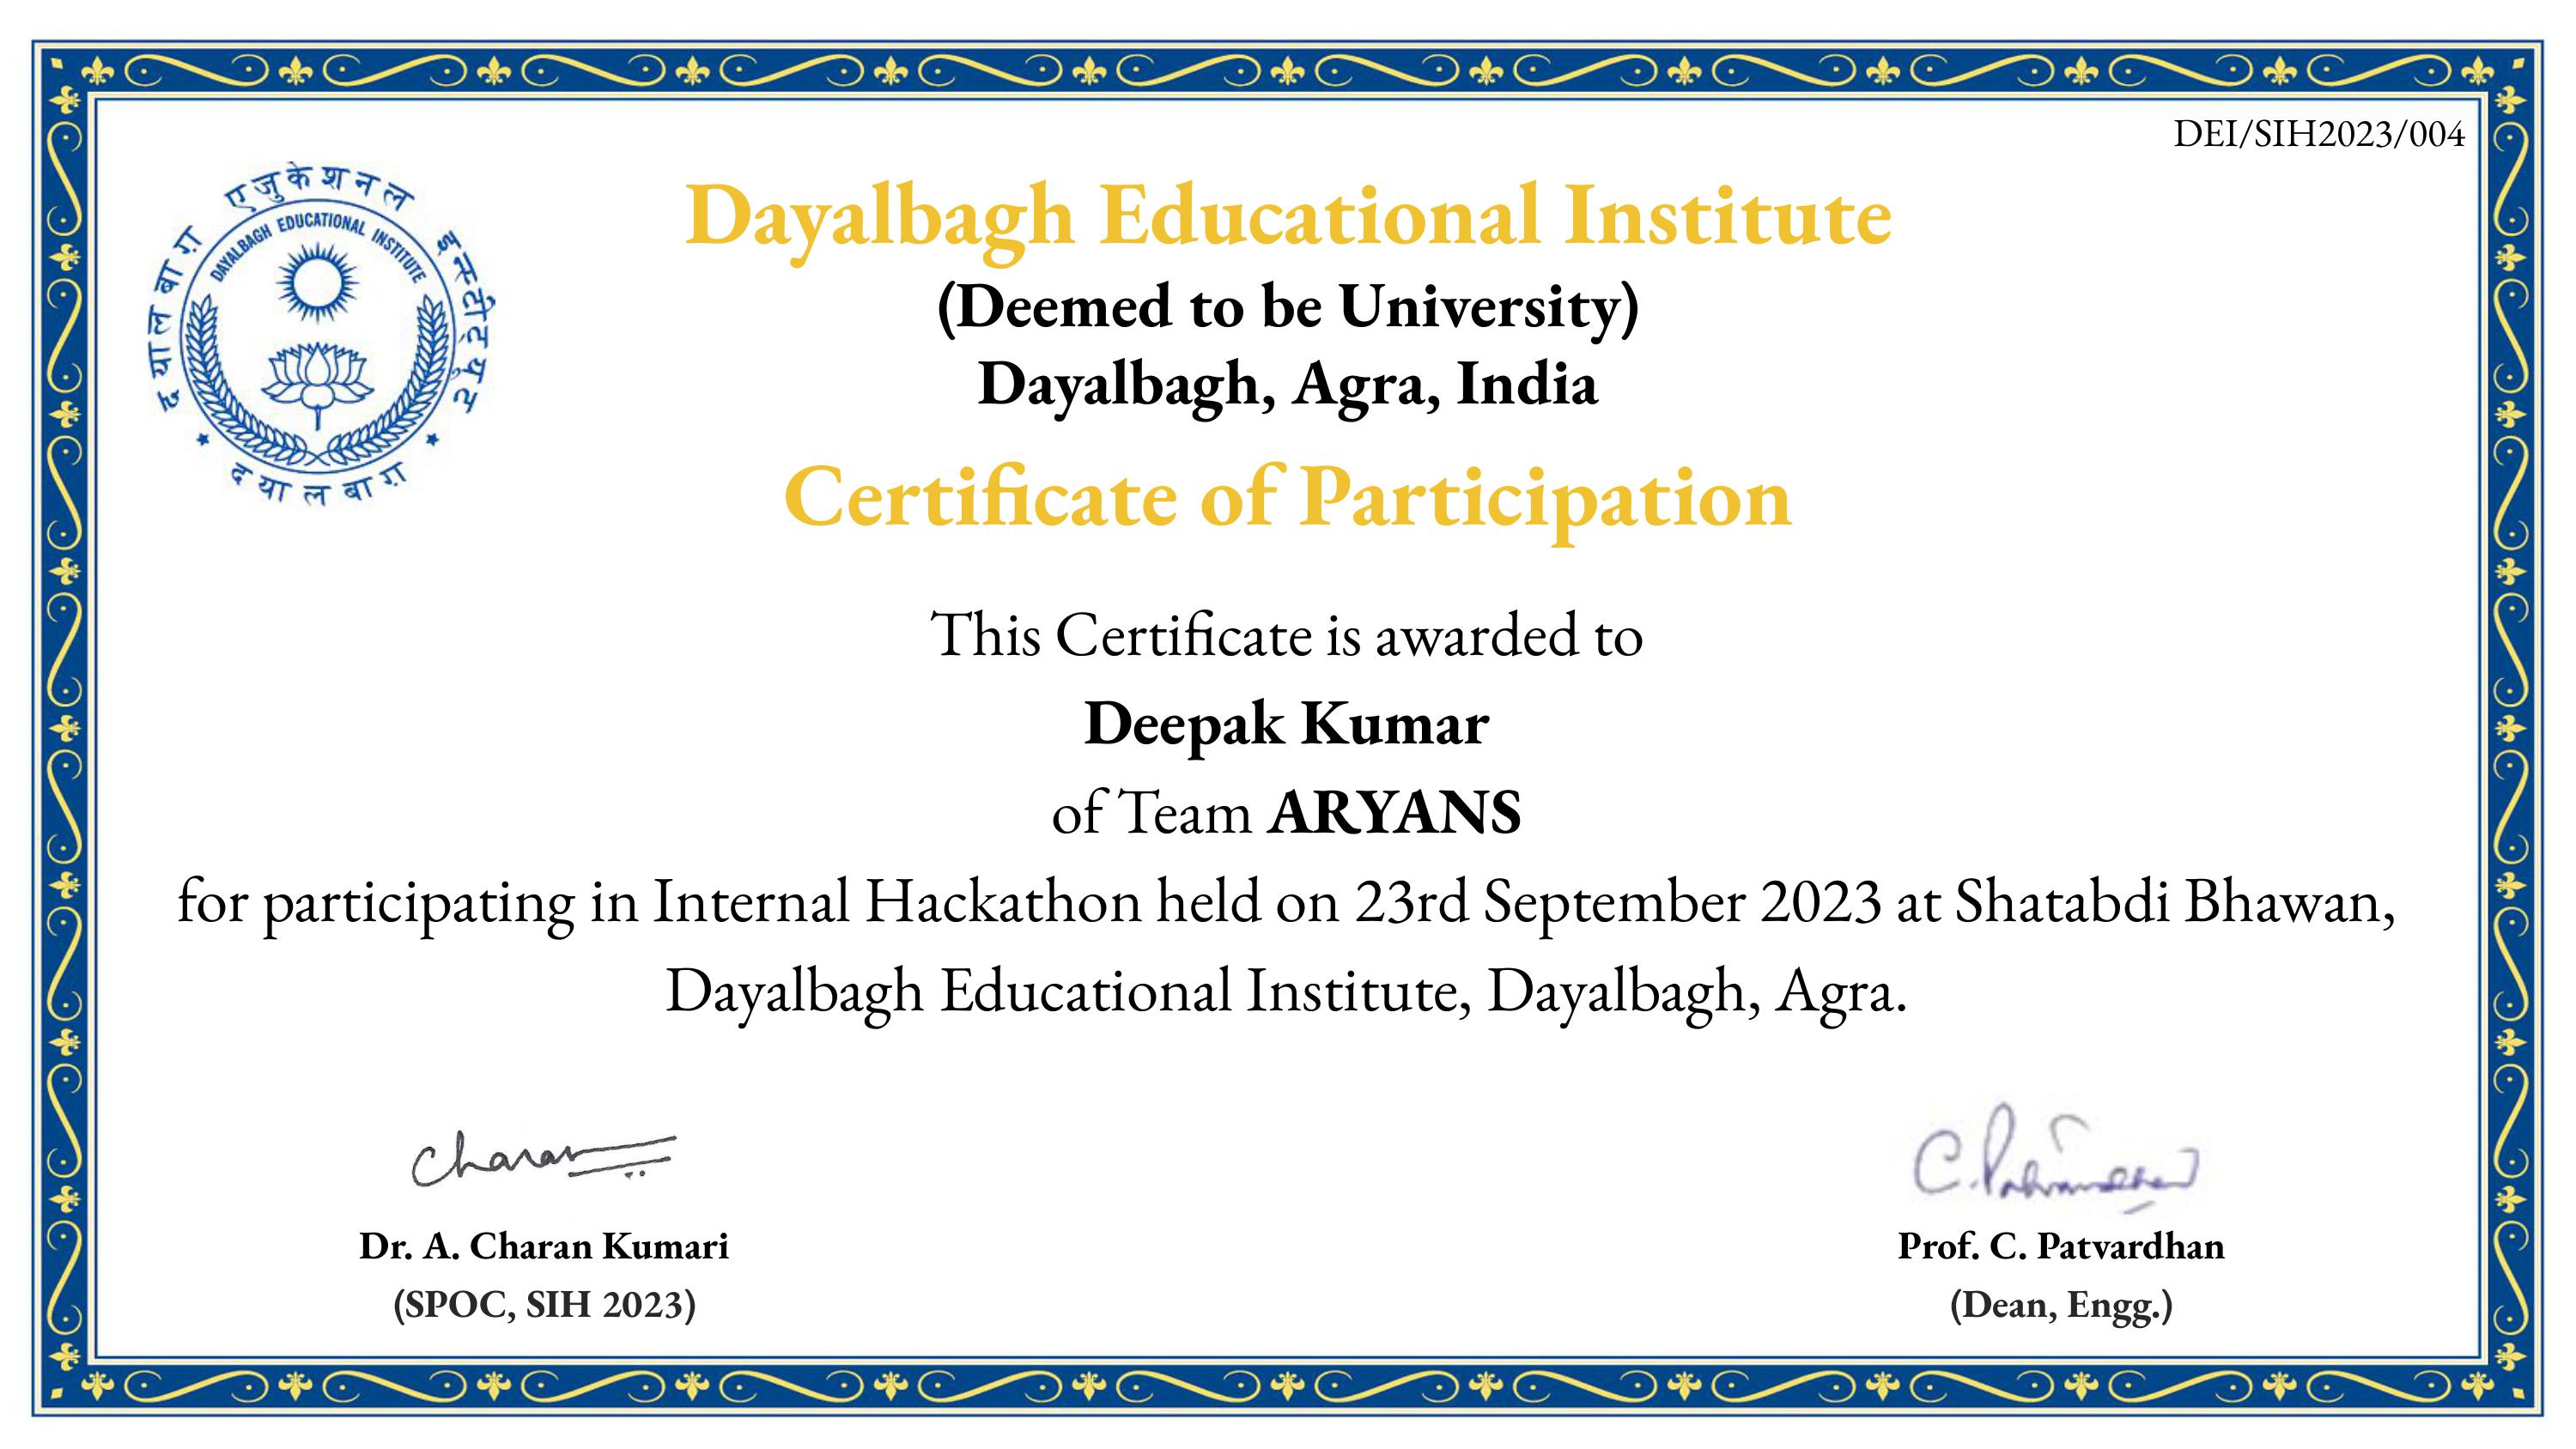 DEI/SIH2023/004
दयालबाग़ एजुकेशनल इन्स्टीट्यूट
DAYALBAGH EDUCATIONAL INSTITUTE
दयालबाग़
Dayalbagh Educational Institute
(Deemed to be University)
Dayalbagh, Agra, India
Certificate of Participation
This Certificate is awarded to
Deepak Kumar
of Team ARYANS
for participating in Internal Hackathon held on 23rd September 2023 at Shatabdi Bhawan,
Dayalbagh Educational Institute, Dayalbagh, Agra.
Charan
C. Patvardhan
Dr. A. Charan Kumari
Prof. C. Patvardhan
(SPOC, SIH 2023)
(Dean, Engg.)